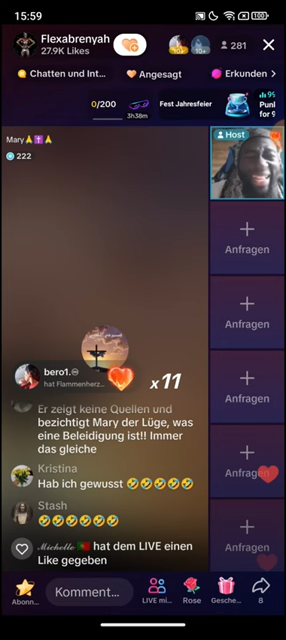 15:59
100
Flexabrenyah
27.9K Likes
10+
281
Chatten und Int...
Angesagt
Erkunden
0/200
3h38m
Fest Jahresfeier
Mary🙏✝️🙏
222
Host
Anfragen
Anfragen
Anfragen
Anfragen
Anfragen
bero1.♾
hat Flammenherz...
x11
Er zeigt keine Quellen und
bezichtigt Mary der Lüge, was
eine Beleidigung ist!! Immer
das gleiche
Kristina
Hab ich gewusst 🤣🤣🤣🤣🤣
Stash
🤣🤣🤣🤣🤣🤣
Michelle 🇵🇹 hat dem LIVE einen
Like gegeben
Abonn...
Komment...
LIVE mi...
Rose
Gesche...
8